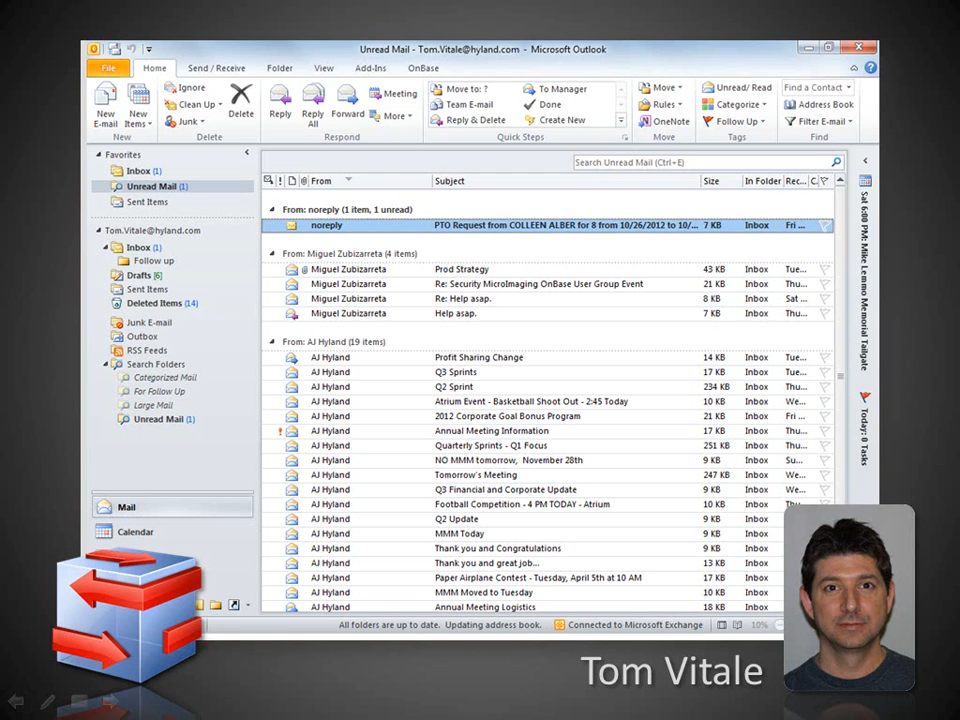 Unread Mail - Tom.Vitale@hyland.com - Microsoft Outlook
File Home Send / Receive Folder View Add-Ins OnBase
New E-mail
New Items
Ignore
Clean Up
Junk
Delete
Reply
Reply All
Forward
Meeting
More
Move to: ?
Team E-mail
Reply & Delete
To Manager
Done
Create New
Move
Rules
OneNote
Unread/ Read
Categorize
Follow Up
Find a Contact
Address Book
Filter E-mail
New Delete Respond Quick Steps Move Tags Find
Favorites
Inbox (1)
Unread Mail (1)
Sent Items
Tom.Vitale@hyland.com
Inbox (1)
Follow up
Drafts [6]
Sent Items
Deleted Items (14)
Junk E-mail
Outbox
RSS Feeds
Search Folders
Categorized Mail
For Follow Up
Large Mail
Unread Mail (1)
Mail
Calendar
Search Unread Mail (Ctrl+E)
From Subject Size In Folder Rec... C.
From: noreply (1 item, 1 unread)
noreply PTO Request from COLLEEN ALBER for 8 from 10/26/2012 to 10/... 7 KB Inbox Fri ...
From: Miguel Zubizarreta (4 items)
Miguel Zubizarreta Prod Strategy 43 KB Inbox Tue...
Miguel Zubizarreta Re: Security MicroImaging OnBase User Group Event 21 KB Inbox Thu...
Miguel Zubizarreta Re: Help asap. 8 KB Inbox Sat ...
Miguel Zubizarreta Help asap. 7 KB Inbox Thu...
From: AJ Hyland (19 items)
AJ Hyland Profit Sharing Change 14 KB Inbox Tue...
AJ Hyland Q3 Sprints 17 KB Inbox Tue...
AJ Hyland Q2 Sprint 234 KB Inbox Tue...
AJ Hyland Atrium Event - Basketball Shoot Out - 2:45 Today 10 KB Inbox We...
AJ Hyland 2012 Corporate Goal Bonus Program 21 KB Inbox Fri ...
AJ Hyland Annual Meeting Information 17 KB Inbox Thu...
AJ Hyland Quarterly Sprints - Q1 Focus 251 KB Inbox Thu...
AJ Hyland NO MMM tomorrow, November 28th 9 KB Inbox Su...
AJ Hyland Tomorrow's Meeting 247 KB Inbox We...
AJ Hyland Q3 Financial and Corporate Update 9 KB Inbox We...
AJ Hyland Football Competition - 4 PM TODAY - Atrium 10 KB Inbox Thu...
AJ Hyland Q2 Update 9 KB Inbox
AJ Hyland MMM Today 9 KB Inbox
AJ Hyland Thank you and Congratulations 9 KB Inbox
AJ Hyland Thank you and great job... 13 KB Inbox
AJ Hyland Paper Airplane Contest - Tuesday, April 5th at 10 AM 17 KB Inbox
AJ Hyland MMM Moved to Tuesday 9 KB Inbox
AJ Hyland Annual Meeting Logistics 18 KB Inbox
Sat 6:00 PM: Mike Lemmo Memorial Tailgate
Today: 0 Tasks
All folders are up to date. Updating address book. Connected to Microsoft Exchange 10%
Tom Vitale